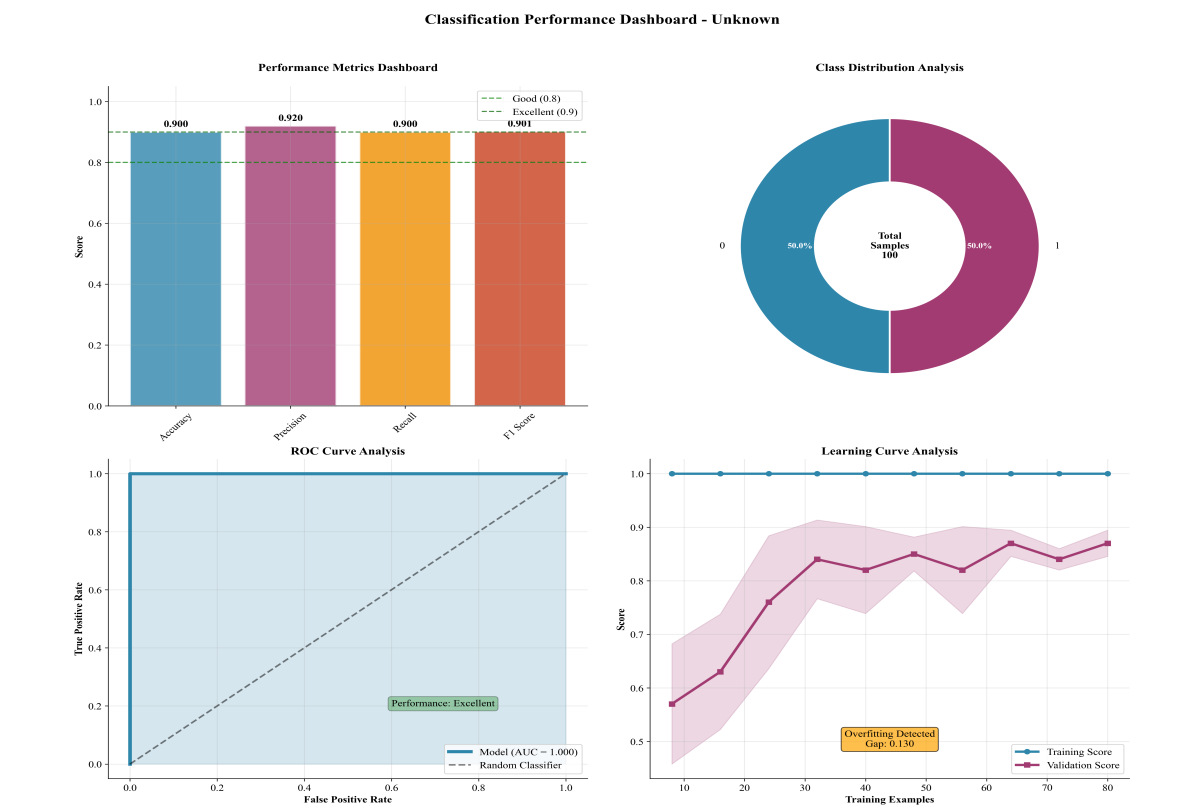 Classification Performance Dashboard - Unknown
Performance Metrics Dashboard
Good (0.8)
Excellent (0.9)
0.900
0.920
0.900
0.901
1.0
0.8
0.6
0.4
0.2
0.0
Score
Accuracy
Precision
Recall
F1 Score
Class Distribution Analysis
0
50.0%
Total
Samples
100
50.0%
1
ROC Curve Analysis
1.0
0.8
0.6
0.4
0.2
0.0
True Positive Rate
Performance: Excellent
Model (AUC = 1.000)
Random Classifier
0.0
0.2
0.4
0.6
0.8
1.0
False Positive Rate
Learning Curve Analysis
1.0
0.9
0.8
0.7
0.6
0.5
Score
Overfitting Detected
Gap: 0.130
Training Score
Validation Score
10
20
30
40
50
60
70
80
Training Examples